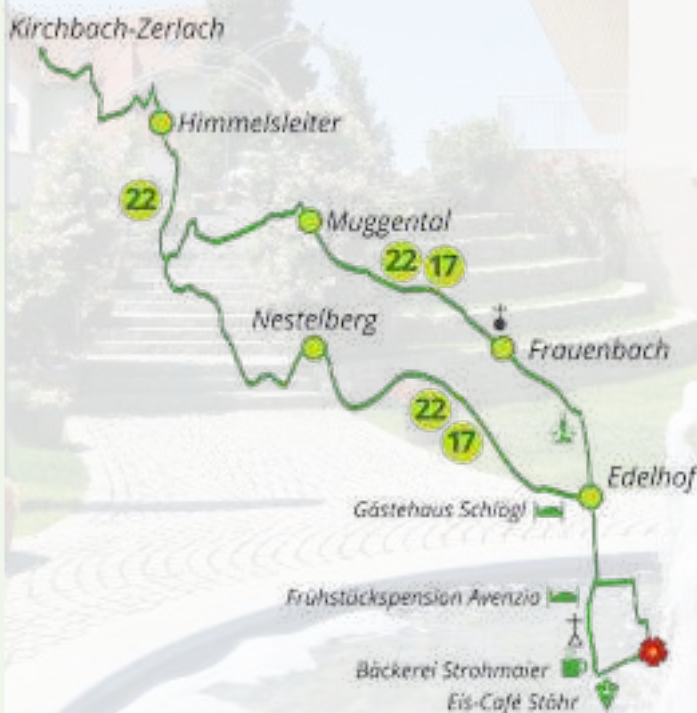 Kirchbach-Zerlach
Himmelsleiter
22
Muggental
22 17
Nestelberg
Frauenbach
22
17
Edelhof
Gästehaus Schlögl
Frühstückspension Avenzio
Bäckerei Strohmaier
Eis-Café Stöhr